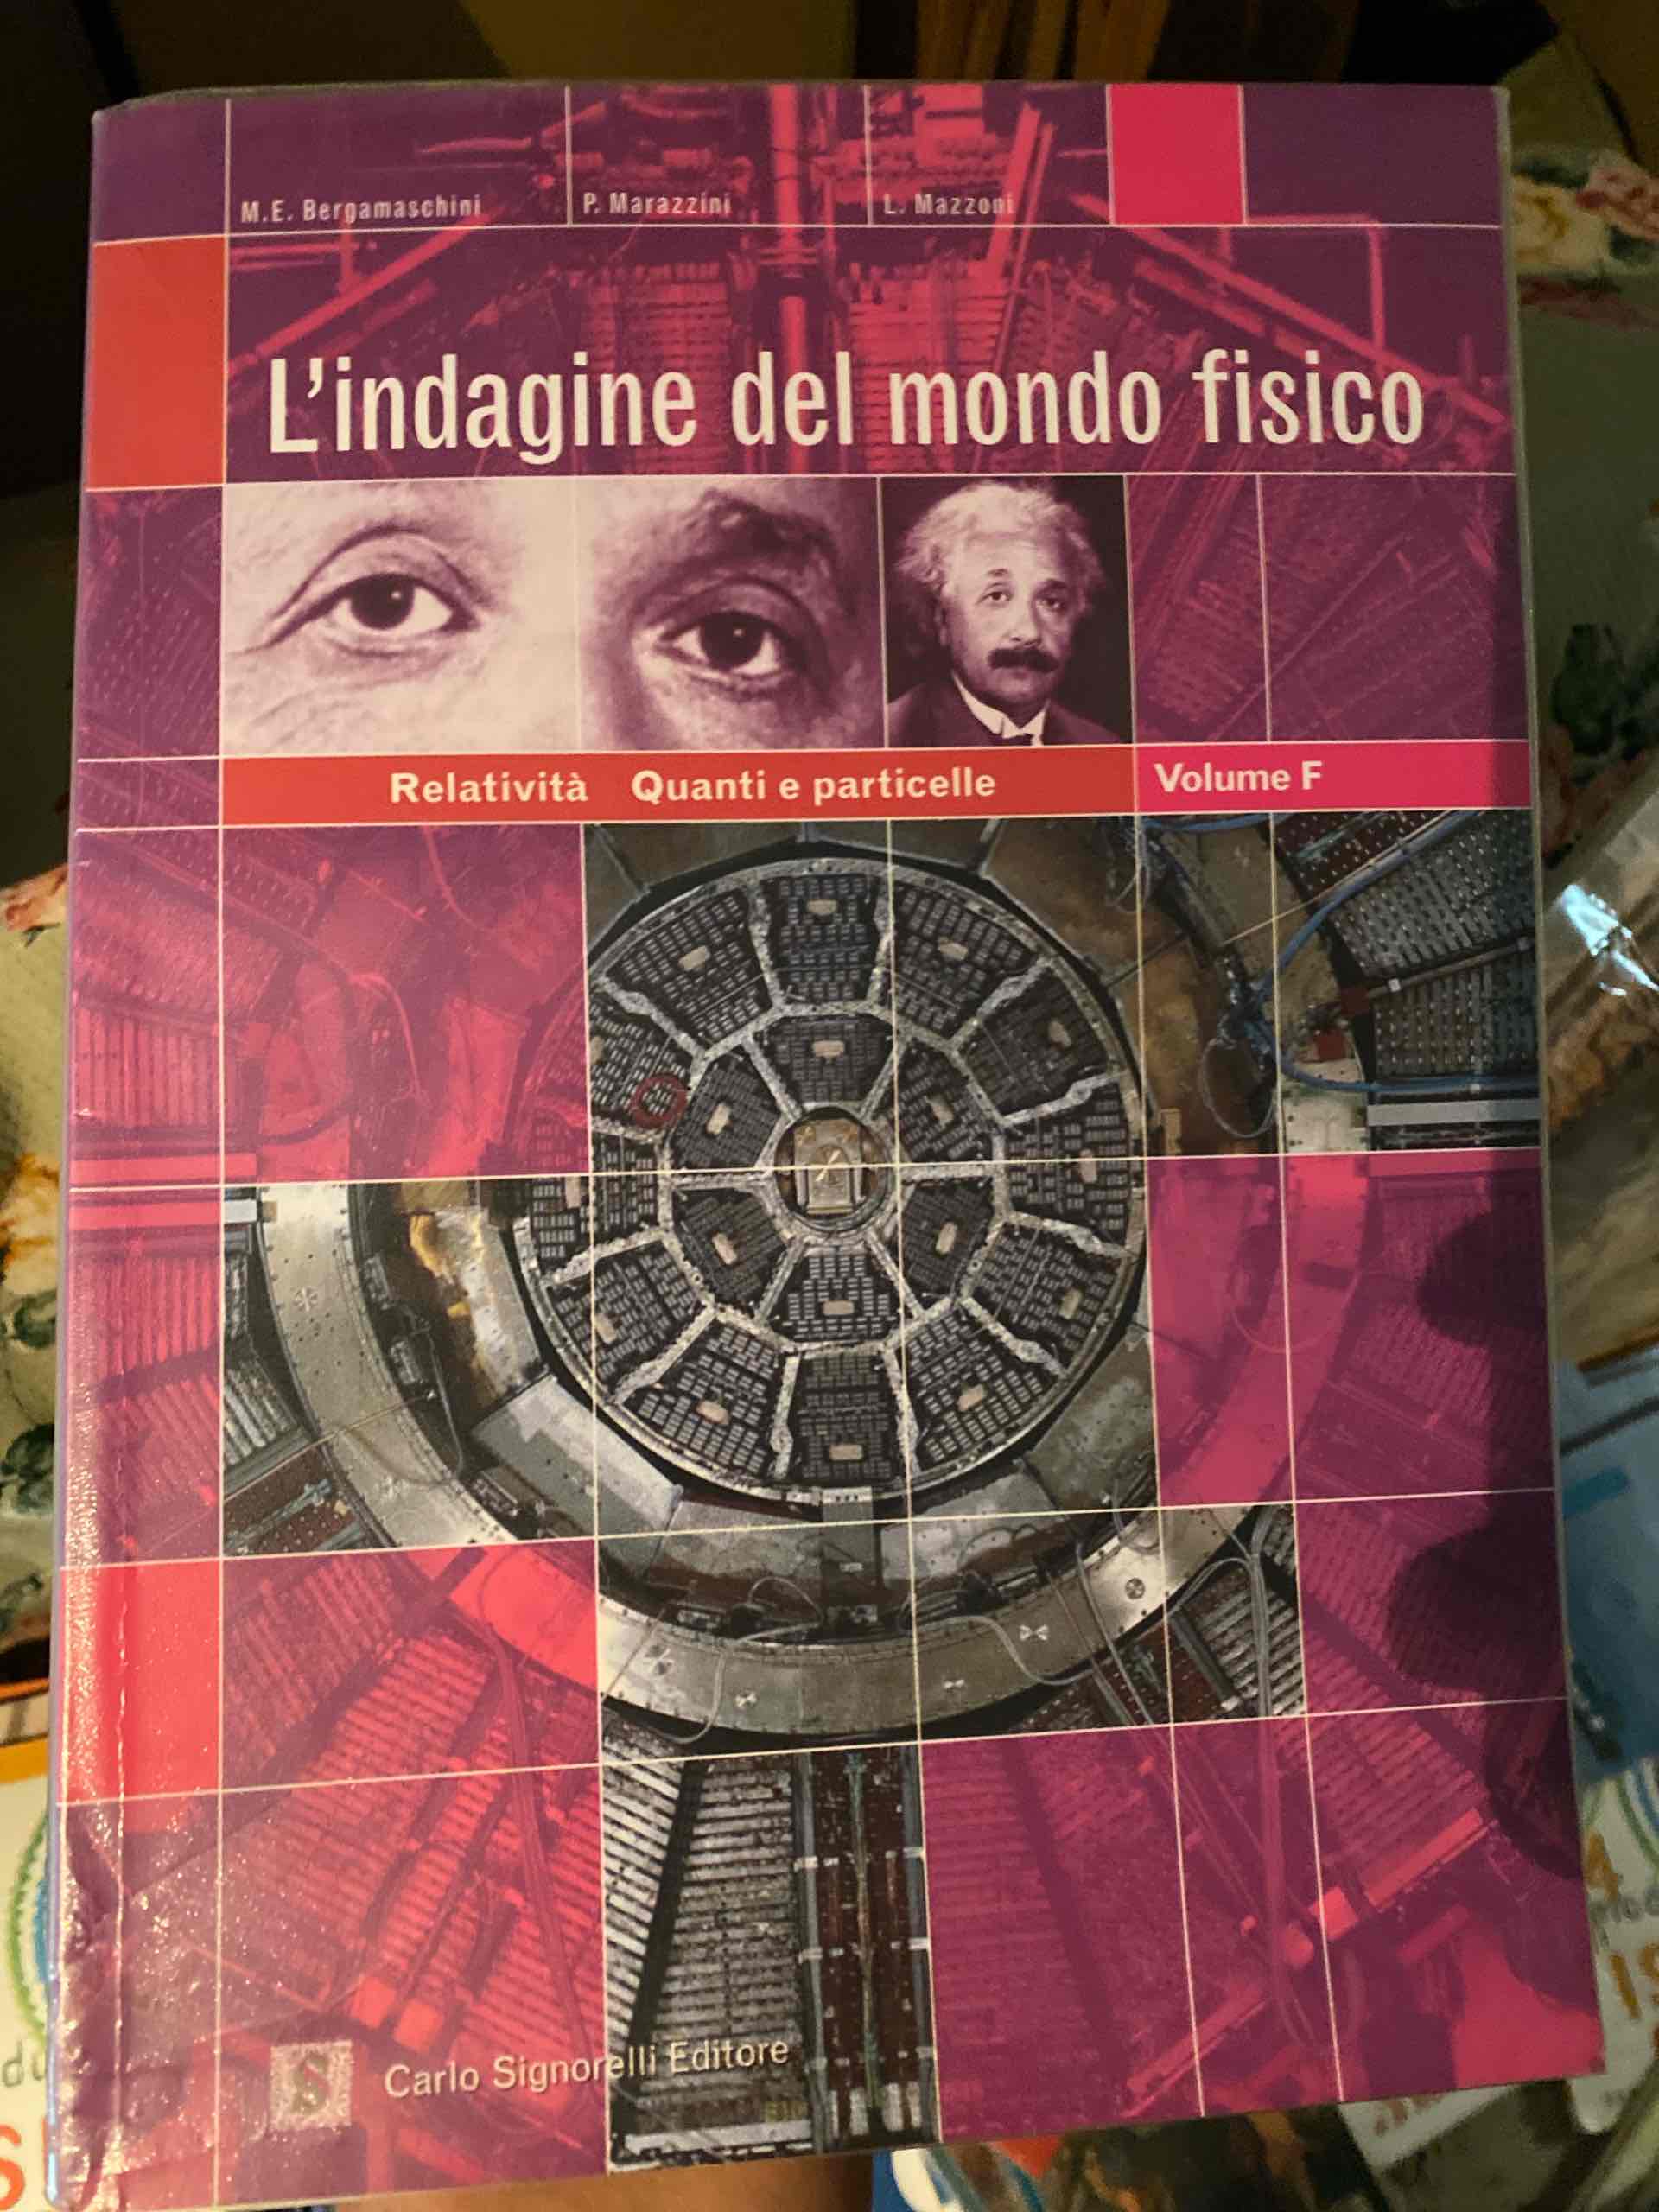 M.E. Bergamaschini P. Marazzini L. Mazzoni
L'indagine del mondo fisico
Relatività Quanti e particelle Volume F
S Carlo Signorelli Editore